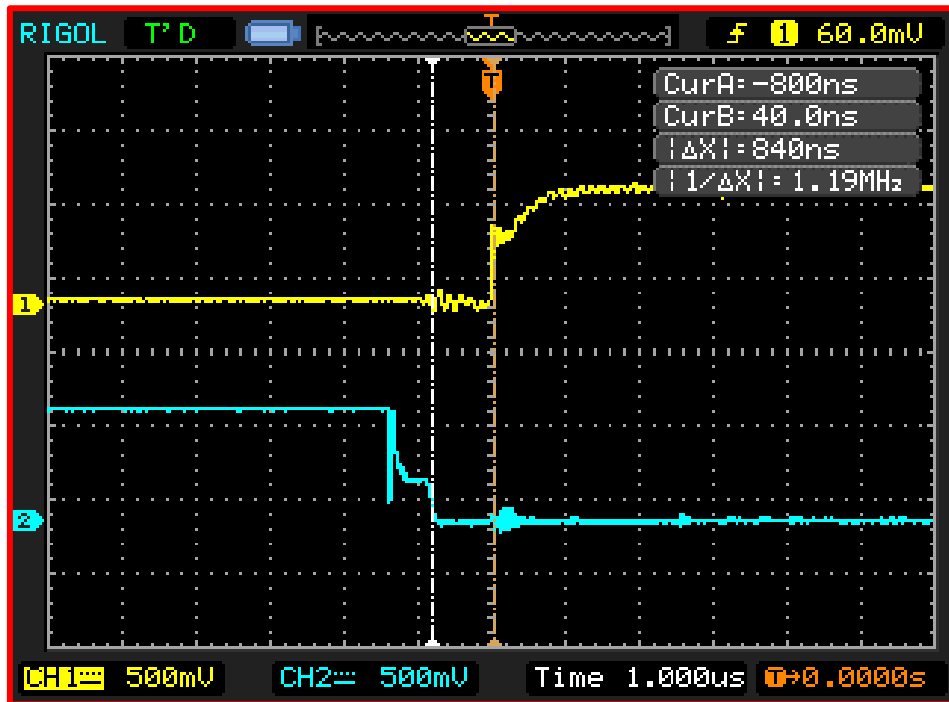 RIGOL T'D T 1 60.0mV
T
CurA=-800ns
CurB=40.0ns
|ΔX|=840ns
|1/ΔX|=1.19MHz
1
2
CH1 500mV CH2 500mV Time 1.000us T→0.0000s